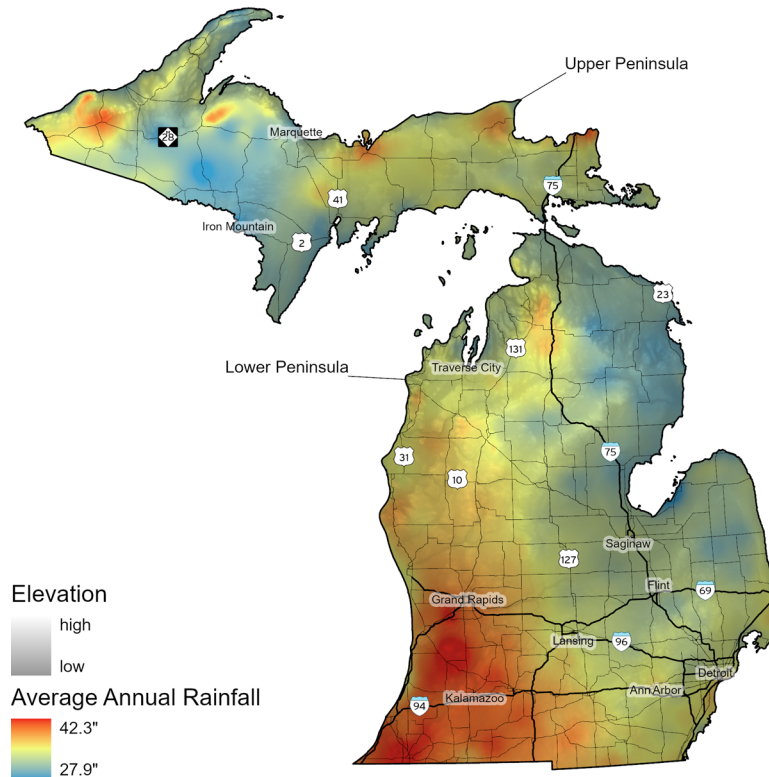 Upper Peninsula
Marquette
28
41
75
Iron Mountain
2
23
131
Lower Peninsula
Traverse City
31
75
10
Saginaw
127
Flint
69
Elevation
high
low
Grand Rapids
Lansing
96
Detroit
Average Annual Rainfall
42.3"
27.9"
Kalamazoo
Ann Arbor
94